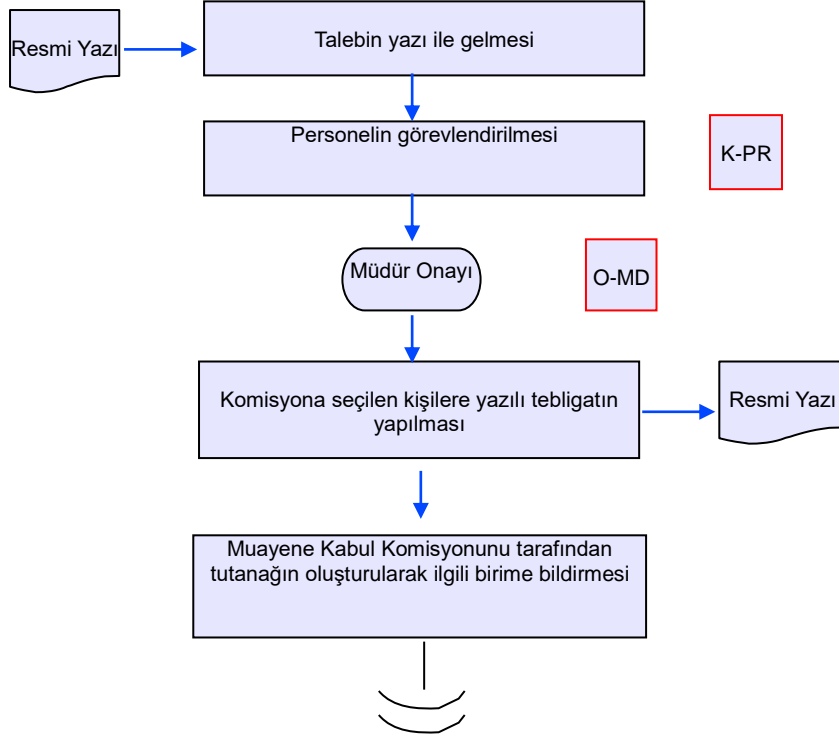 Resmi Yazı
Talebin yazı ile gelmesi
Personelin görevlendirilmesi
K-PR
Müdür Onayı
O-MD
Komisyona seçilen kişilere yazılı tebligatın
yapılması
Resmi Yazı
Muayene Kabul Komisyonunu tarafından
tutanağın oluşturularak ilgili birime bildirmesi